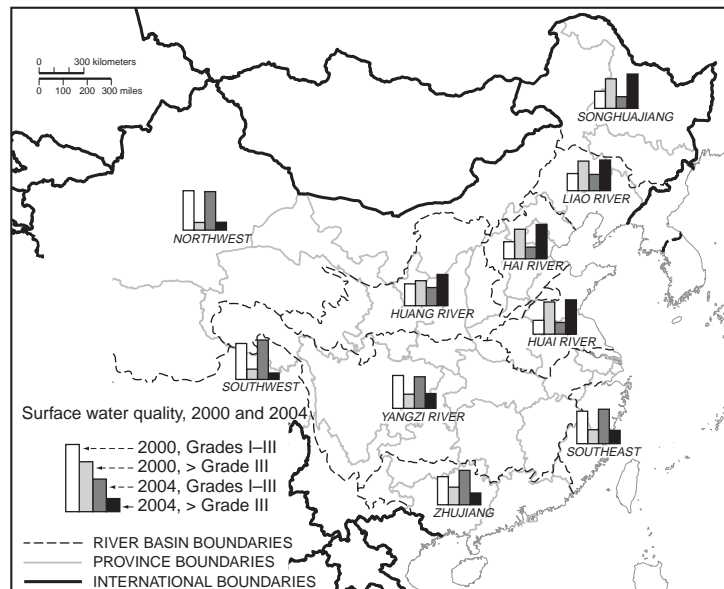 0 300 kilometers
0 100 200 300 miles
SONGHUAJIANG
LIAO RIVER
NORTHWEST
HAI RIVER
HUANG RIVER
HUAI RIVER
SOUTHWEST
YANGZI RIVER
SOUTHEAST
ZHUJIANG
Surface water quality, 2000 and 2004
2000, Grades I–III
2000, > Grade III
2004, Grades I–III
2004, > Grade III
RIVER BASIN BOUNDARIES
PROVINCE BOUNDARIES
INTERNATIONAL BOUNDARIES